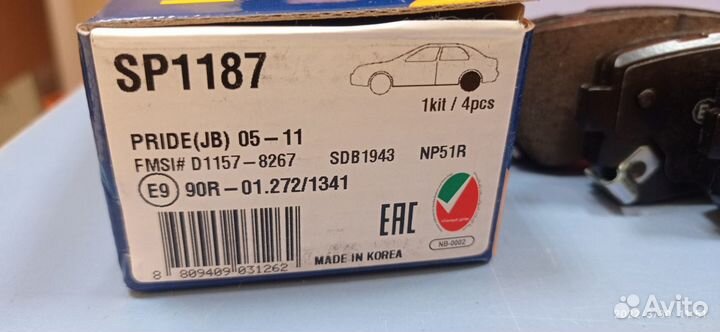 SP1187
1kit / 4pcs
PRIDE(JB) 05-11
FMSI# D1157-8267 SDB1943 NP51R
E9 90R-01.272/1341
EAC
NB-0002
MADE IN KOREA
8 809409 031262
Avito